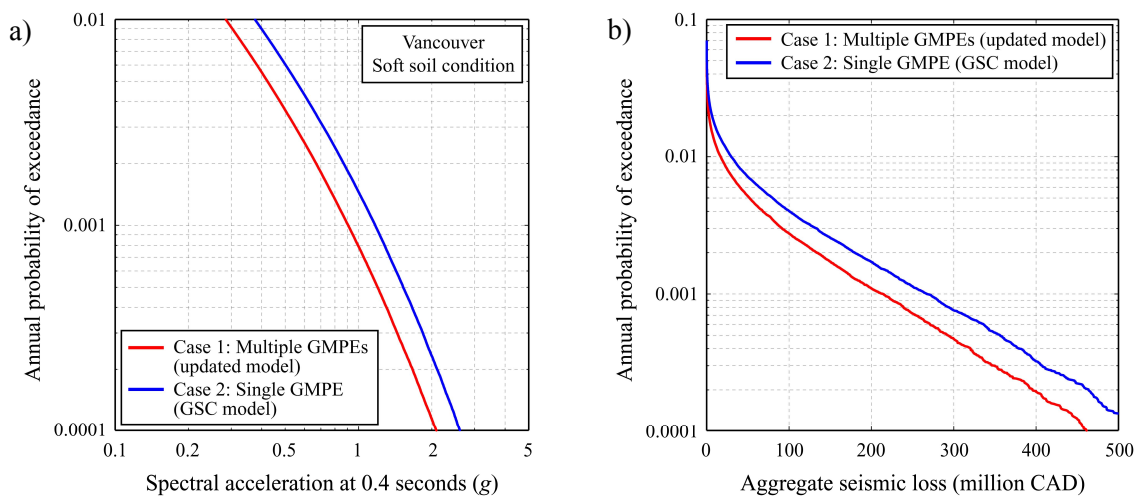 a)
Annual probability of exceedance
0.01
0.001
0.0001
Vancouver
Soft soil condition
Case 1: Multiple GMPEs
(updated model)
Case 2: Single GMPE
(GSC model)
0.1
0.2
0.5
1
2
5
Spectral acceleration at 0.4 seconds (g)
b)
Annual probability of exceedance
0.1
0.01
0.001
0.0001
Case 1: Multiple GMPEs (updated model)
Case 2: Single GMPE (GSC model)
0
100
200
300
400
500
Aggregate seismic loss (million CAD)